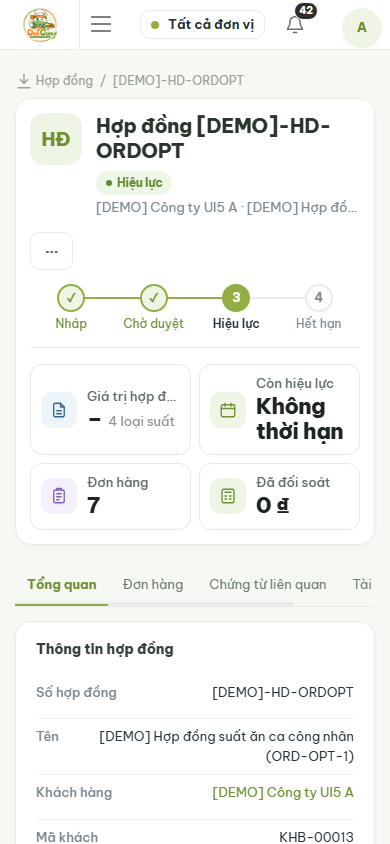 Tất cả đơn vị
42
A
Hợp đồng / [DEMO]-HD-ORDOPT
HĐ
Hợp đồng [DEMO]-HD-
ORDOPT
Hiệu lực
[DEMO] Công ty UI5 A · [DEMO] Hợp đồ...
...
3
4
Nháp
Chờ duyệt
Hiệu lực
Hết hạn
Giá trị hợp đ...
– 4 loại suất
Còn hiệu lực
Không
thời hạn
Đơn hàng
7
Đã đối soát
0 ₫
Tổng quan
Đơn hàng
Chứng từ liên quan
Tài
Thông tin hợp đồng
Số hợp đồng
[DEMO]-HD-ORDOPT
Tên
[DEMO] Hợp đồng suất ăn ca công nhân
(ORD-OPT-1)
Khách hàng
[DEMO] Công ty UI5 A
Mã khách
KHB-00013